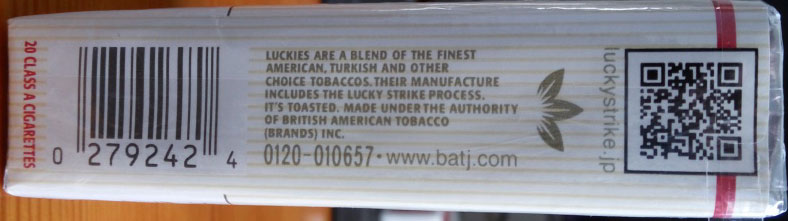 20 CLASS A CIGARETTES
0 279242 4
LUCKIES ARE A BLEND OF THE FINEST
AMERICAN, TURKISH AND OTHER
CHOICE TOBACCOS. THEIR MANUFACTURE
INCLUDES THE LUCKY STRIKE PROCESS.
IT'S TOASTED. MADE UNDER THE AUTHORITY
OF BRITISH AMERICAN TOBACCO
(BRANDS) INC.
0120-010657・www.batj.com
luckystrike.jp